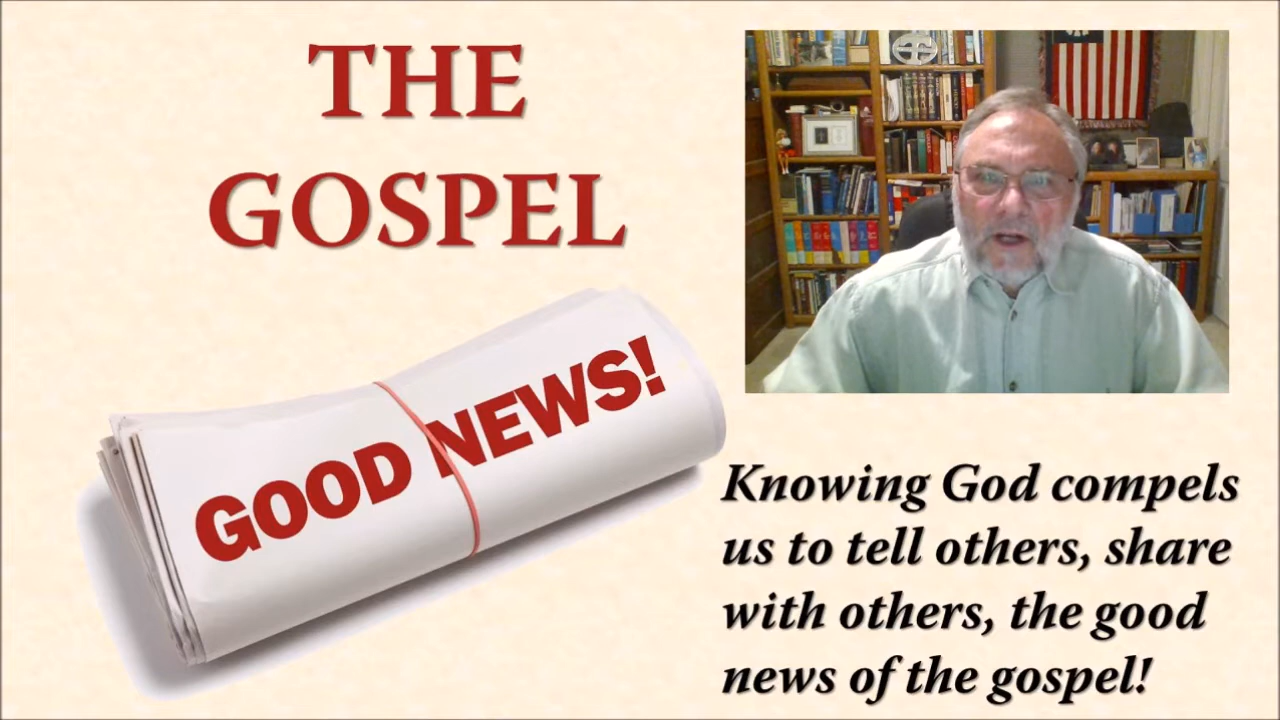 THE
GOSPEL
GOOD NEWS!
Knowing God compels
us to tell others, share
with others, the good
news of the gospel!